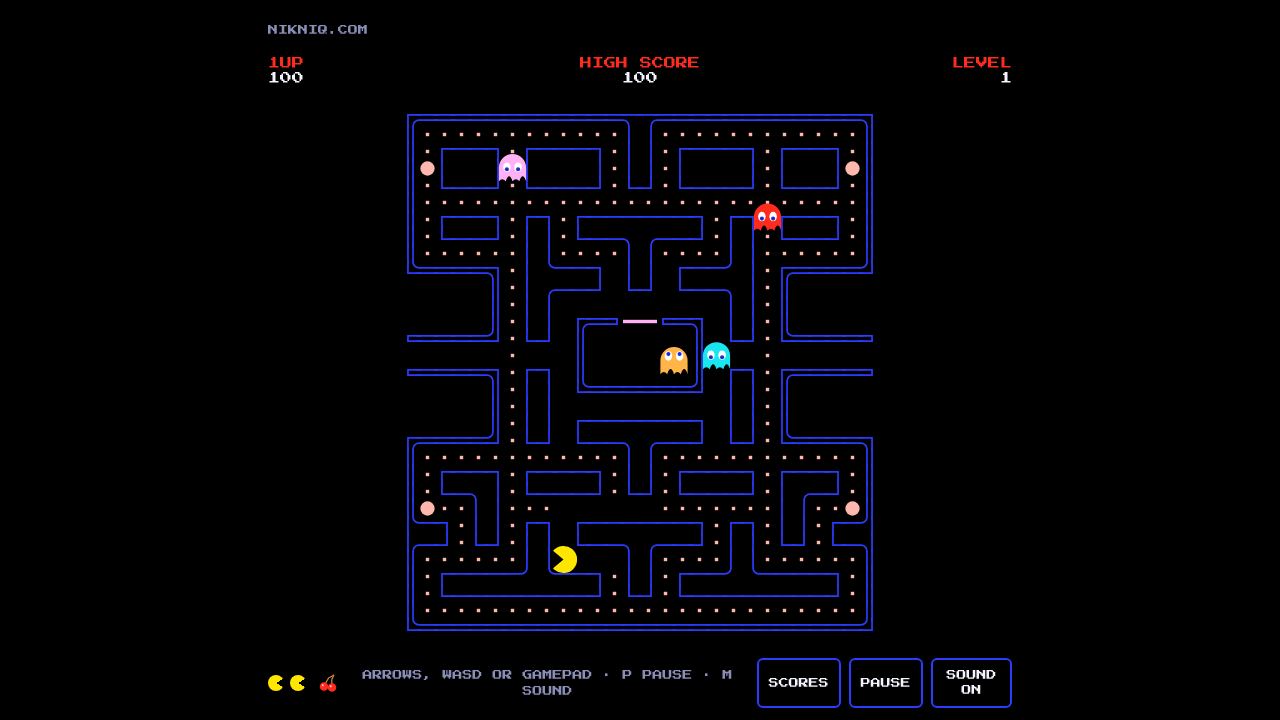 NIKNIQ.COM
1UP
100
HIGH SCORE
100
LEVEL
1
ARROWS, WASD OR GAMEPAD · P PAUSE · M
SOUND
SCORES
PAUSE
SOUND
ON